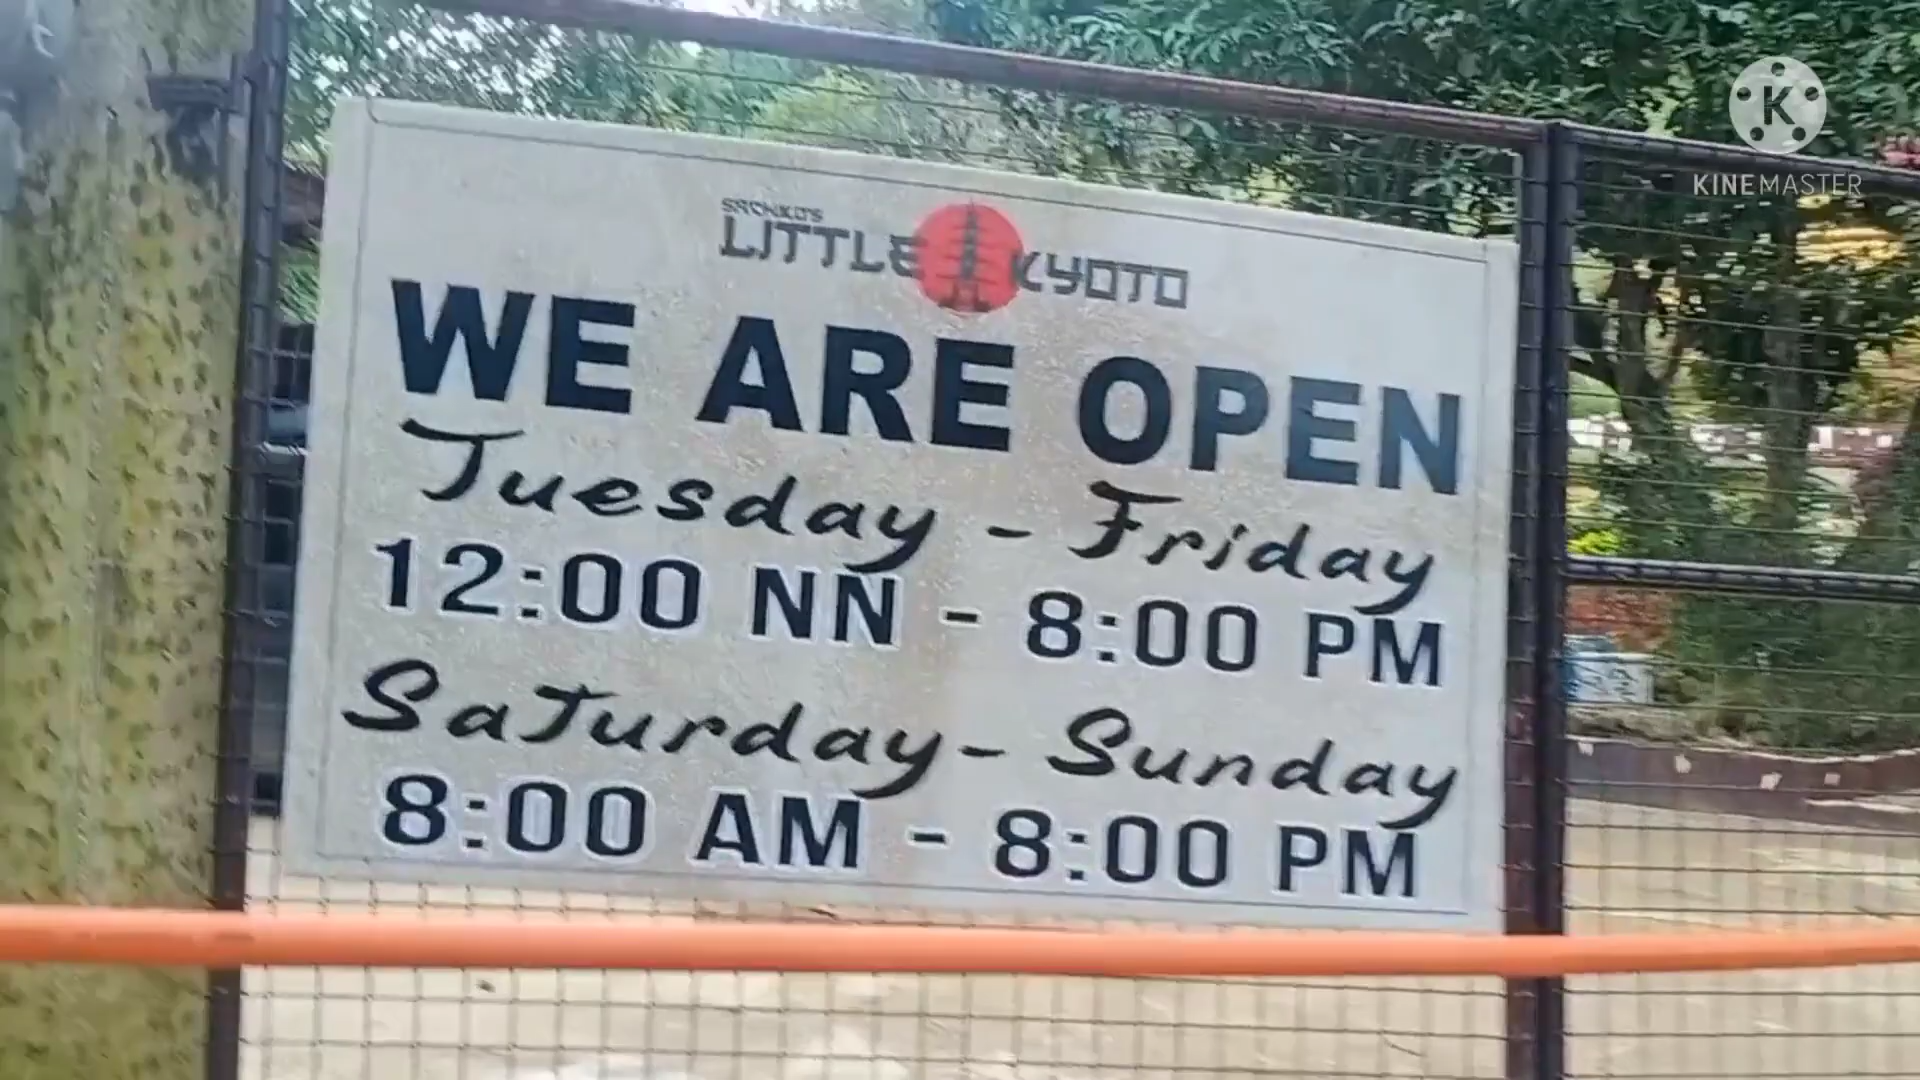 SACHIKO'S
LITTLE KYOTO
WE ARE OPEN
Tuesday - Friday
12:00 NN - 8:00 PM
Saturday - Sunday
8:00 AM - 8:00 PM
K
KINEMASTER